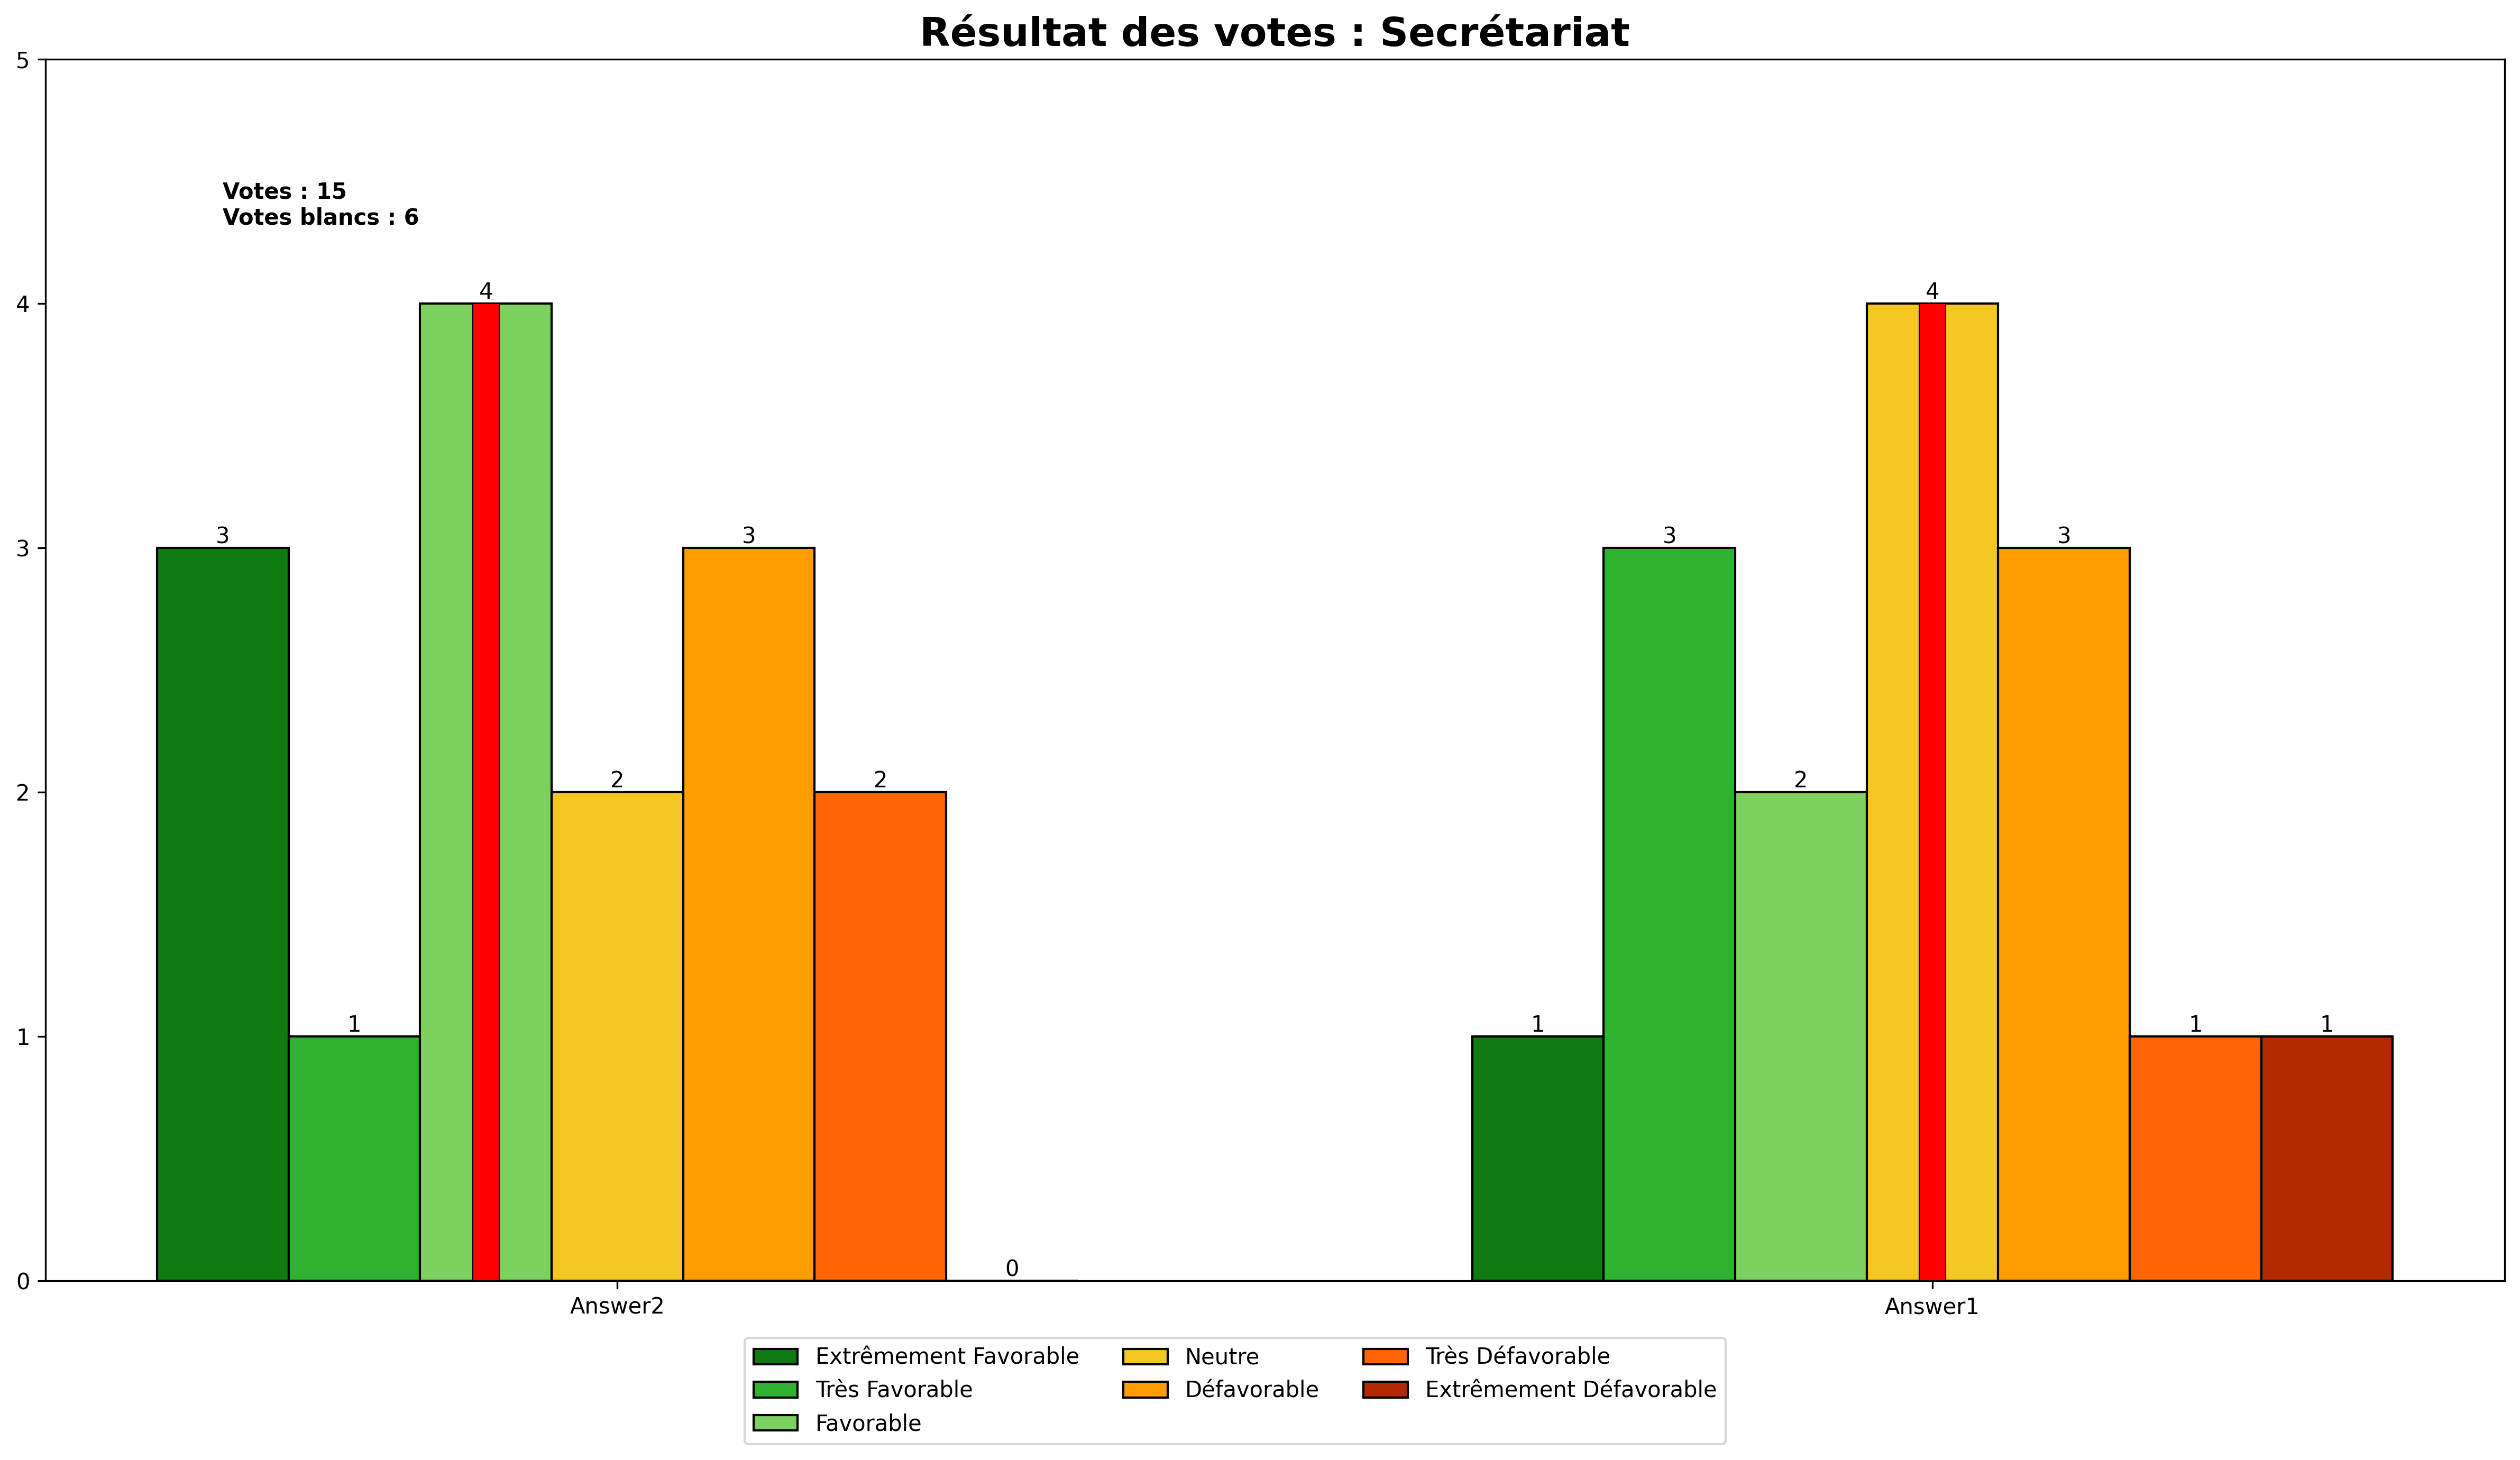 Résultat des votes : Secrétariat
5
Votes : 15
Votes blancs : 6
4
4
4
3
3
3
3
3
2
2
2
2
1
1
1
1
1
0
0
Answer2
Answer1
Extrêmement Favorable
Très Favorable
Favorable
Neutre
Défavorable
Très Défavorable
Extrêmement Défavorable